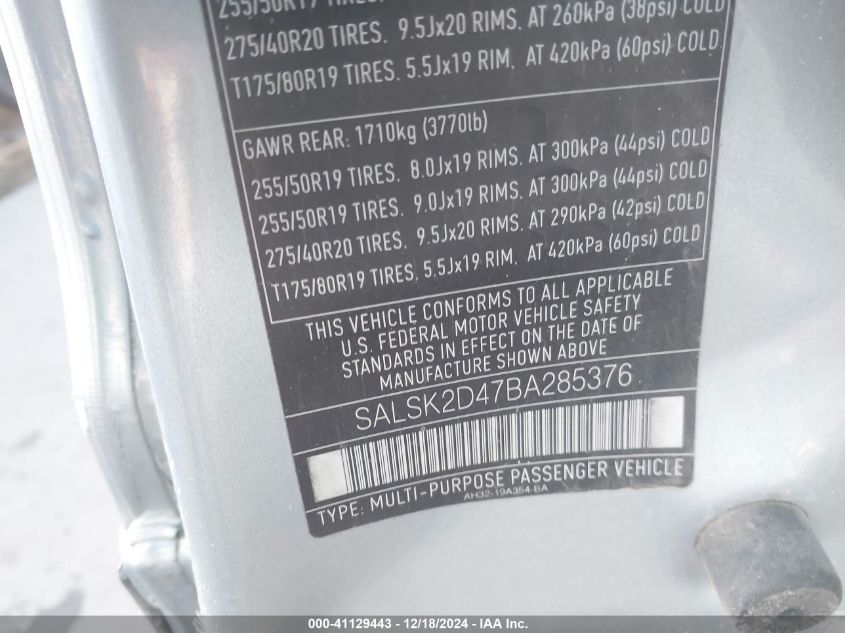 255/50R19 TIRES.
275/40R20 TIRES. 9.5Jx20 RIMS. AT 260kPa (38psi) COLD
T175/80R19 TIRES. 5.5Jx19 RIM. AT 420kPa (60psi) COLD
GAWR REAR: 1710kg (3770lb)
255/50R19 TIRES. 8.0Jx19 RIMS. AT 300kPa (44psi) COLD
255/50R19 TIRES. 9.0Jx19 RIMS. AT 300kPa (44psi) COLD
275/40R20 TIRES. 9.5Jx20 RIMS. AT 290kPa (42psi) COLD
T175/80R19 TIRES. 5.5Jx19 RIM. AT 420kPa (60psi) COLD
THIS VEHICLE CONFORMS TO ALL APPLICABLE
U.S. FEDERAL MOTOR VEHICLE SAFETY
STANDARDS IN EFFECT ON THE DATE OF
MANUFACTURE SHOWN ABOVE
SALSK2D47BA285376
TYPE: MULTI-PURPOSE PASSENGER VEHICLE
AH32-19A354-BA
000-41129443 - 12/18/2024 - IAA Inc.